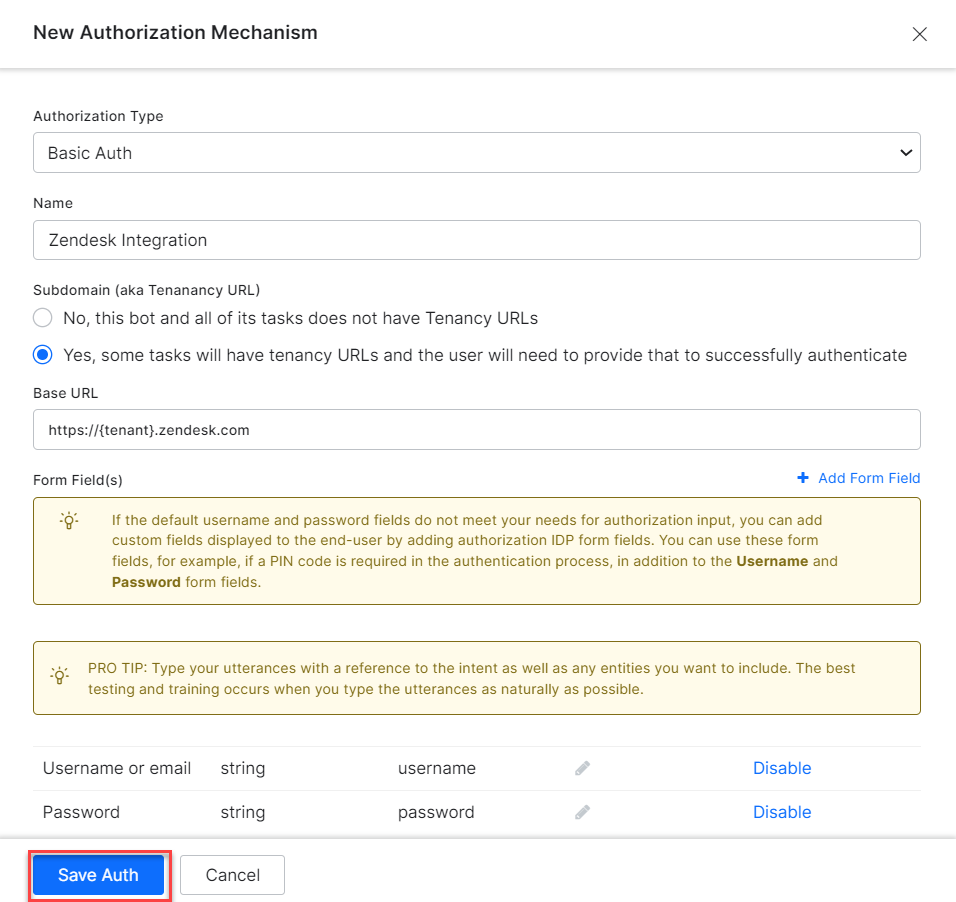 New Authorization Mechanism
Authorization Type
Basic Auth
Name
Zendesk Integration
Subdomain (aka Tenanancy URL)
No, this bot and all of its tasks does not have Tenancy URLs
Yes, some tasks will have tenancy URLs and the user will need to provide that to successfully authenticate
Base URL
https://{tenant}.zendesk.com
Form Field(s)
+ Add Form Field
If the default username and password fields do not meet your needs for authorization input, you can add
custom fields displayed to the end-user by adding authorization IDP form fields. You can use these form
fields, for example, if a PIN code is required in the authentication process, in addition to the Username and
Password form fields.
PRO TIP: Type your utterances with a reference to the intent as well as any entities you want to include. The best
testing and training occurs when you type the utterances as naturally as possible.
Username or email string username Disable
Password string password Disable
Save Auth Cancel